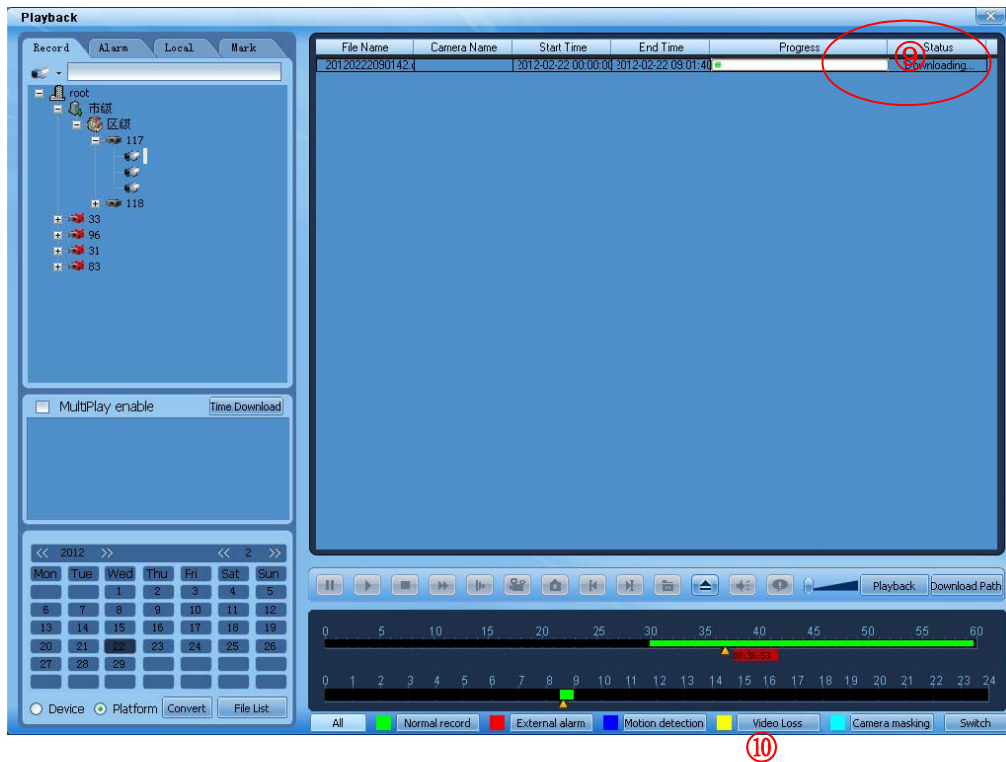 Playback
Record Alarm Local Mark
root
市级
区级
117
118
33
96
31
83
MultiPlay enable Time Download
<< 2012 >> << 2 >>
Mon Tue Wed Thu Fri Sat Sun
1 2 3 4 5
6 7 8 9 10 11 12
13 14 15 16 17 18 19
20 21 22 23 24 25 26
27 28 29
Device Platform Convert File List
File Name Camera Name Start Time End Time Progress Status
20120222090142.c 2012-02-22 00:00:00 2012-02-22 09:01:40 Downloading...
⑨
Playback Download Path
0 5 10 15 20 25 30 35 40 45 50 55 60
08:36:53
0 1 2 3 4 5 6 7 8 9 10 11 12 13 14 15 16 17 18 19 20 21 22 23 24
All Normal record External alarm Motion detection Video Loss Camera masking Switch
⑩